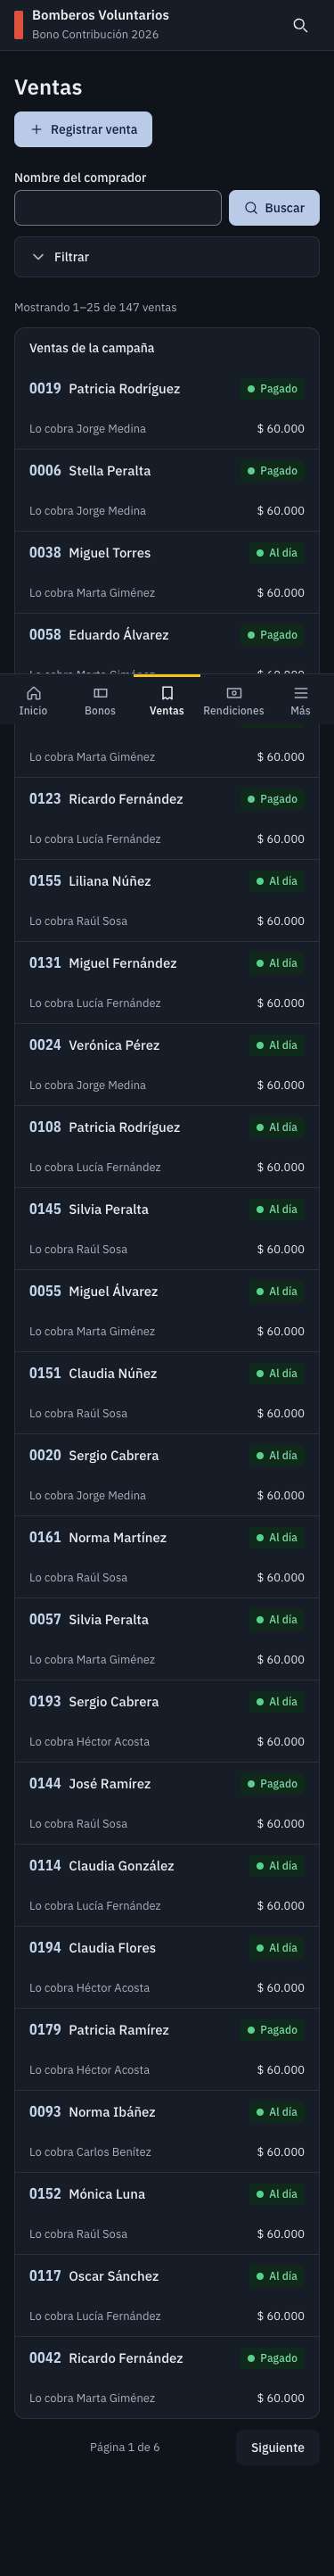 Bomberos Voluntarios
Bono Contribución 2026
Ventas
Registrar venta
Nombre del comprador
Buscar
Filtrar
Mostrando 1–25 de 147 ventas
Ventas de la campaña
0019 Patricia Rodríguez Pagado
Lo cobra Jorge Medina $ 60.000
0006 Stella Peralta Pagado
Lo cobra Jorge Medina $ 60.000
0038 Miguel Torres Al día
Lo cobra Marta Giménez $ 60.000
0058 Eduardo Álvarez Pagado
Inicio Bonos Ventas Rendiciones Más
Lo cobra Marta Giménez $ 60.000
0123 Ricardo Fernández Pagado
Lo cobra Lucía Fernández $ 60.000
0155 Liliana Núñez Al día
Lo cobra Raúl Sosa $ 60.000
0131 Miguel Fernández Al día
Lo cobra Lucía Fernández $ 60.000
0024 Verónica Pérez Al día
Lo cobra Jorge Medina $ 60.000
0108 Patricia Rodríguez Al día
Lo cobra Lucía Fernández $ 60.000
0145 Silvia Peralta Al día
Lo cobra Raúl Sosa $ 60.000
0055 Miguel Álvarez Al día
Lo cobra Marta Giménez $ 60.000
0151 Claudia Núñez Al día
Lo cobra Raúl Sosa $ 60.000
0020 Sergio Cabrera Al día
Lo cobra Jorge Medina $ 60.000
0161 Norma Martínez Al día
Lo cobra Raúl Sosa $ 60.000
0057 Silvia Peralta Al día
Lo cobra Marta Giménez $ 60.000
0193 Sergio Cabrera Al día
Lo cobra Héctor Acosta $ 60.000
0144 José Ramírez Pagado
Lo cobra Raúl Sosa $ 60.000
0114 Claudia González Al día
Lo cobra Lucía Fernández $ 60.000
0194 Claudia Flores Al día
Lo cobra Héctor Acosta $ 60.000
0179 Patricia Ramírez Pagado
Lo cobra Héctor Acosta $ 60.000
0093 Norma Ibáñez Al día
Lo cobra Carlos Benítez $ 60.000
0152 Mónica Luna Al día
Lo cobra Raúl Sosa $ 60.000
0117 Oscar Sánchez Al día
Lo cobra Lucía Fernández $ 60.000
0042 Ricardo Fernández Pagado
Lo cobra Marta Giménez $ 60.000
Página 1 de 6 Siguiente